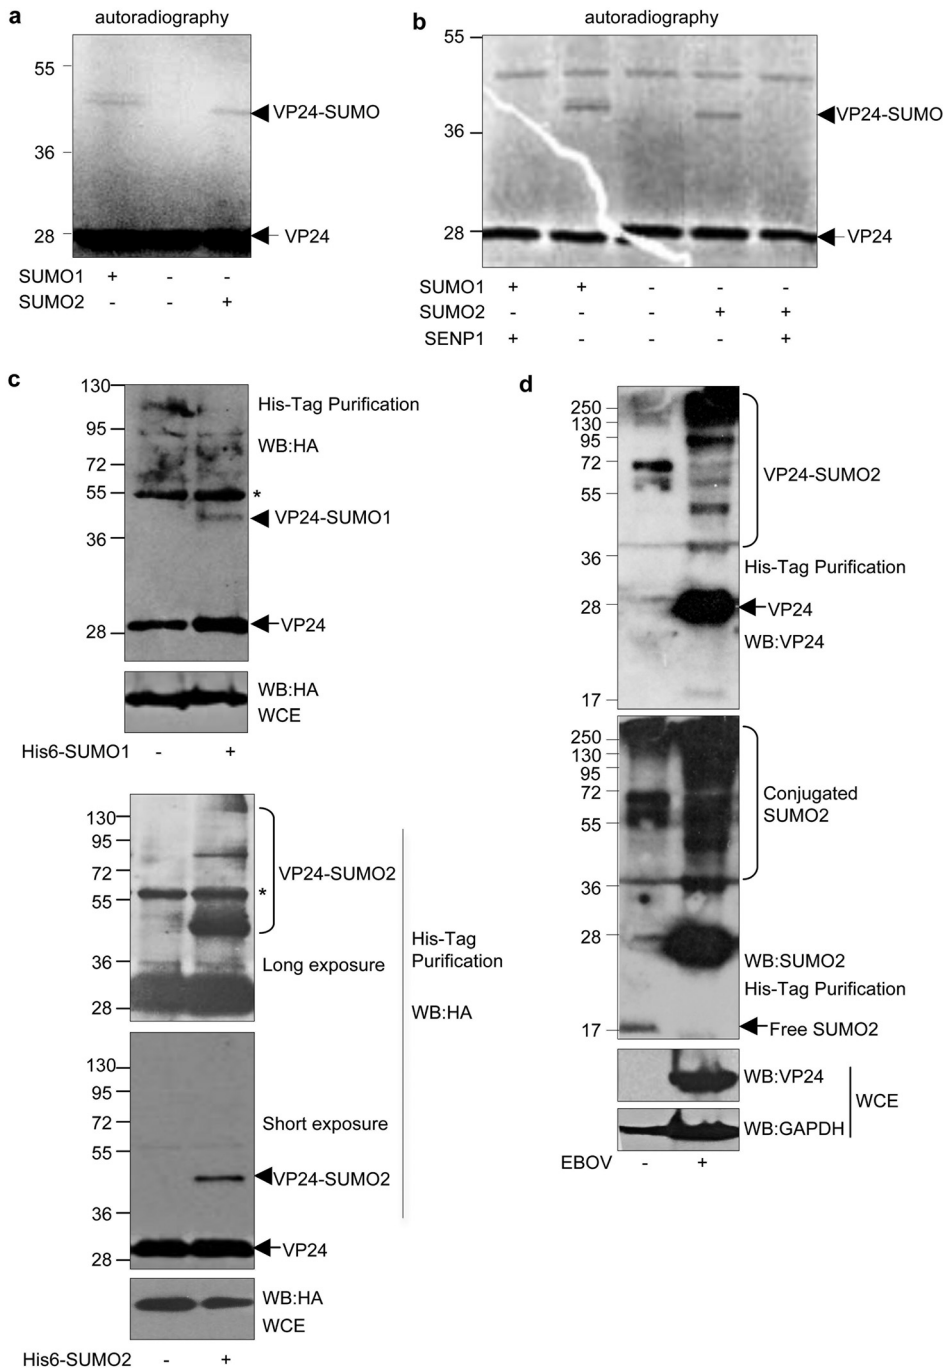 a
autoradiography
55
36
28
VP24-SUMO
VP24
SUMO1 + - -
SUMO2 - - +
b
autoradiography
55
36
28
VP24-SUMO
VP24
SUMO1 + + - - -
SUMO2 - - - + +
SENP1 + - - - +
c
130
95
72
55
36
28
His-Tag Purification
WB:HA
*
VP24-SUMO1
VP24
WB:HA
WCE
His6-SUMO1 - +
130
95
72
55
36
28
VP24-SUMO2
*
Long exposure
130
95
72
55
36
28
Short exposure
VP24-SUMO2
VP24
His-Tag
Purification
WB:HA
WB:HA
WCE
His6-SUMO2 - +
d
250
130
95
72
55
36
28
17
VP24-SUMO2
His-Tag Purification
VP24
WB:VP24
250
130
95
72
55
36
28
17
Conjugated
SUMO2
WB:SUMO2
His-Tag Purification
Free SUMO2
WB:VP24
WB:GAPDH
WCE
EBOV - +